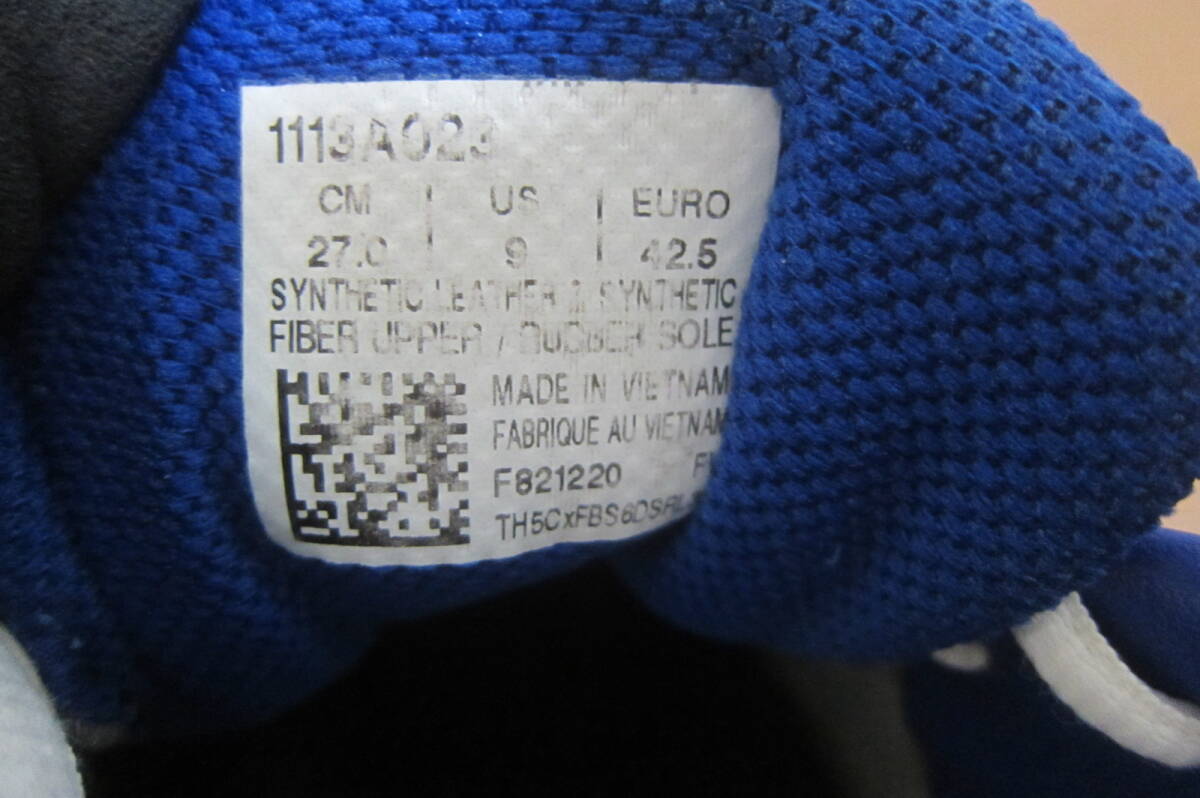 1113A023
CM | US | EURO
27.0 | 9 | 42.5
SYNTHETIC LEATHER & SYNTHETIC
FIBER UPPER / RUBBER SOLE
MADE IN VIETNAM
FABRIQUE AU VIETNAM
F821220